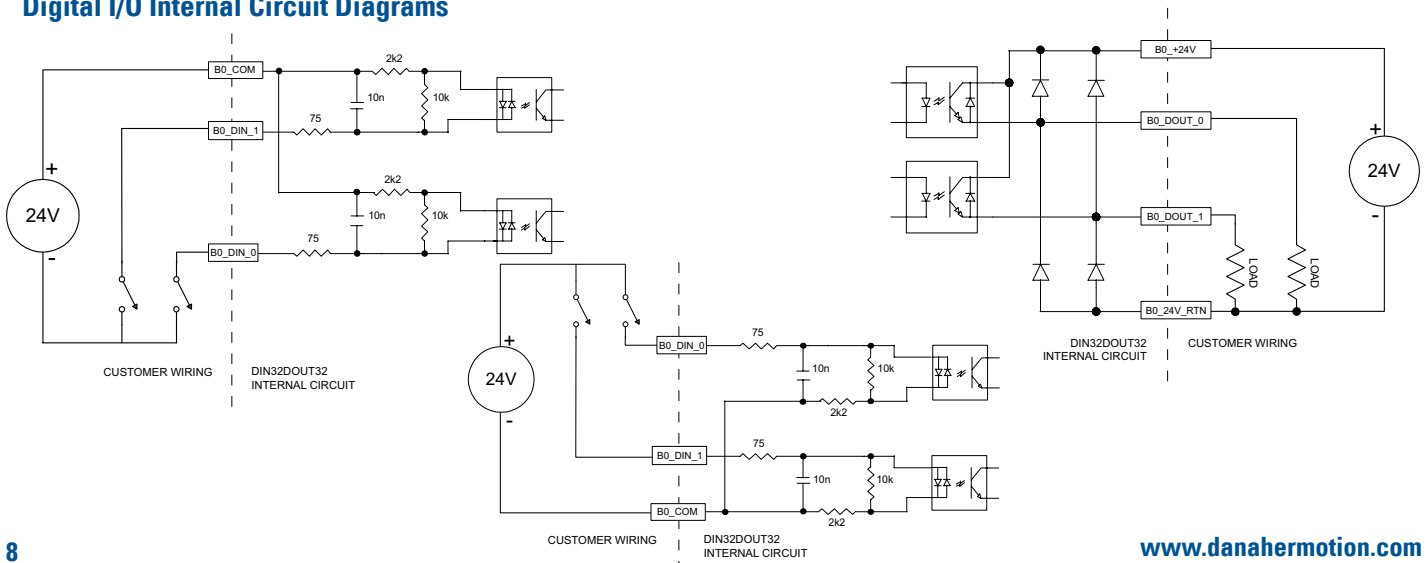 Digital I/O Internal Circuit Diagrams
B0_COM
2k2
10n
10k
75
B0_DIN_1
2k2
10n
10k
75
B0_DIN_0
+
24V
-
CUSTOMER WIRING
DIN32DOUT32
INTERNAL CIRCUIT
+
24V
-
B0_DIN_0
75
10n
10k
2k2
B0_DIN_1
75
10n
10k
2k2
B0_COM
CUSTOMER WIRING
DIN32DOUT32
INTERNAL CIRCUIT
B0_+24V
B0_DOUT_0
B0_DOUT_1
B0_24V_RTN
LOAD
LOAD
+
24V
-
DIN32DOUT32
INTERNAL CIRCUIT
CUSTOMER WIRING
8
www.danahermotion.com